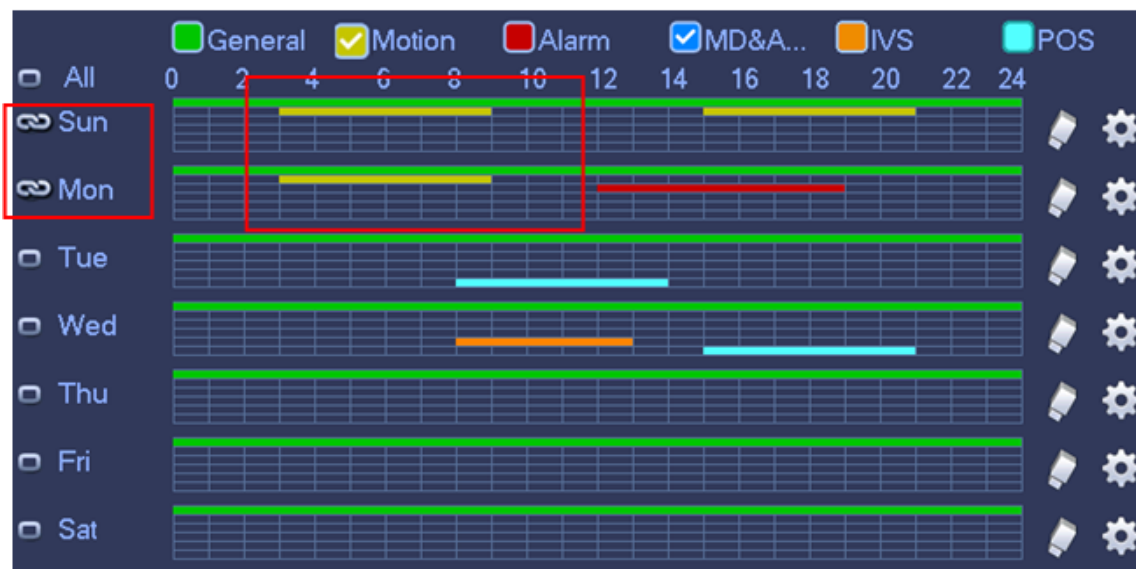 General Motion Alarm MD&A... IVS POS
All 0 2 4 6 8 10 12 14 16 18 20 22 24
Sun
Mon
Tue
Wed
Thu
Fri
Sat